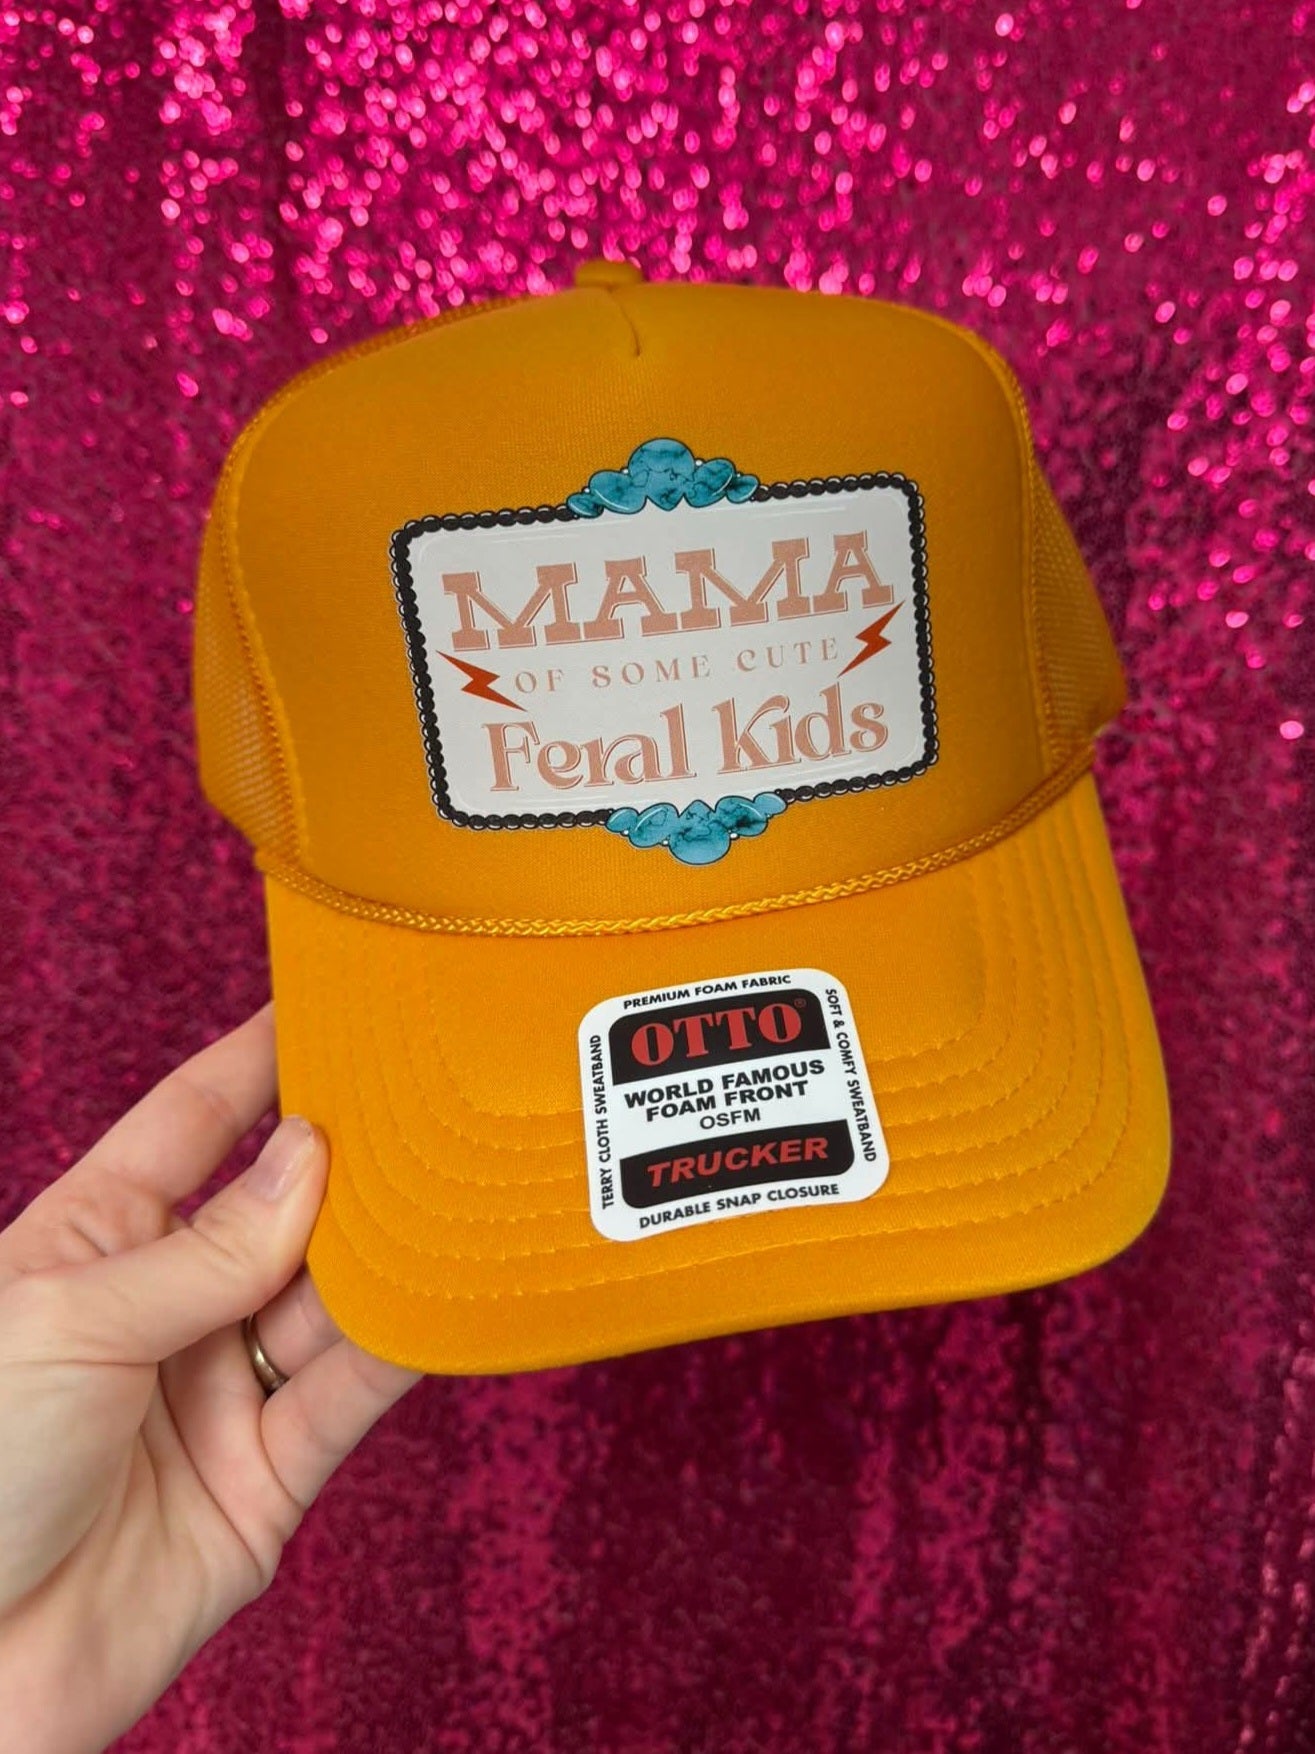 MAMA
OF SOME CUTE
Feral Kids
PREMIUM FOAM FABRIC
OTTO®
WORLD FAMOUS
FOAM FRONT
OSFM
TRUCKER
DURABLE SNAP CLOSURE
TERRY CLOTH SWEATBAND
SOFT & COMFY SWEATBAND